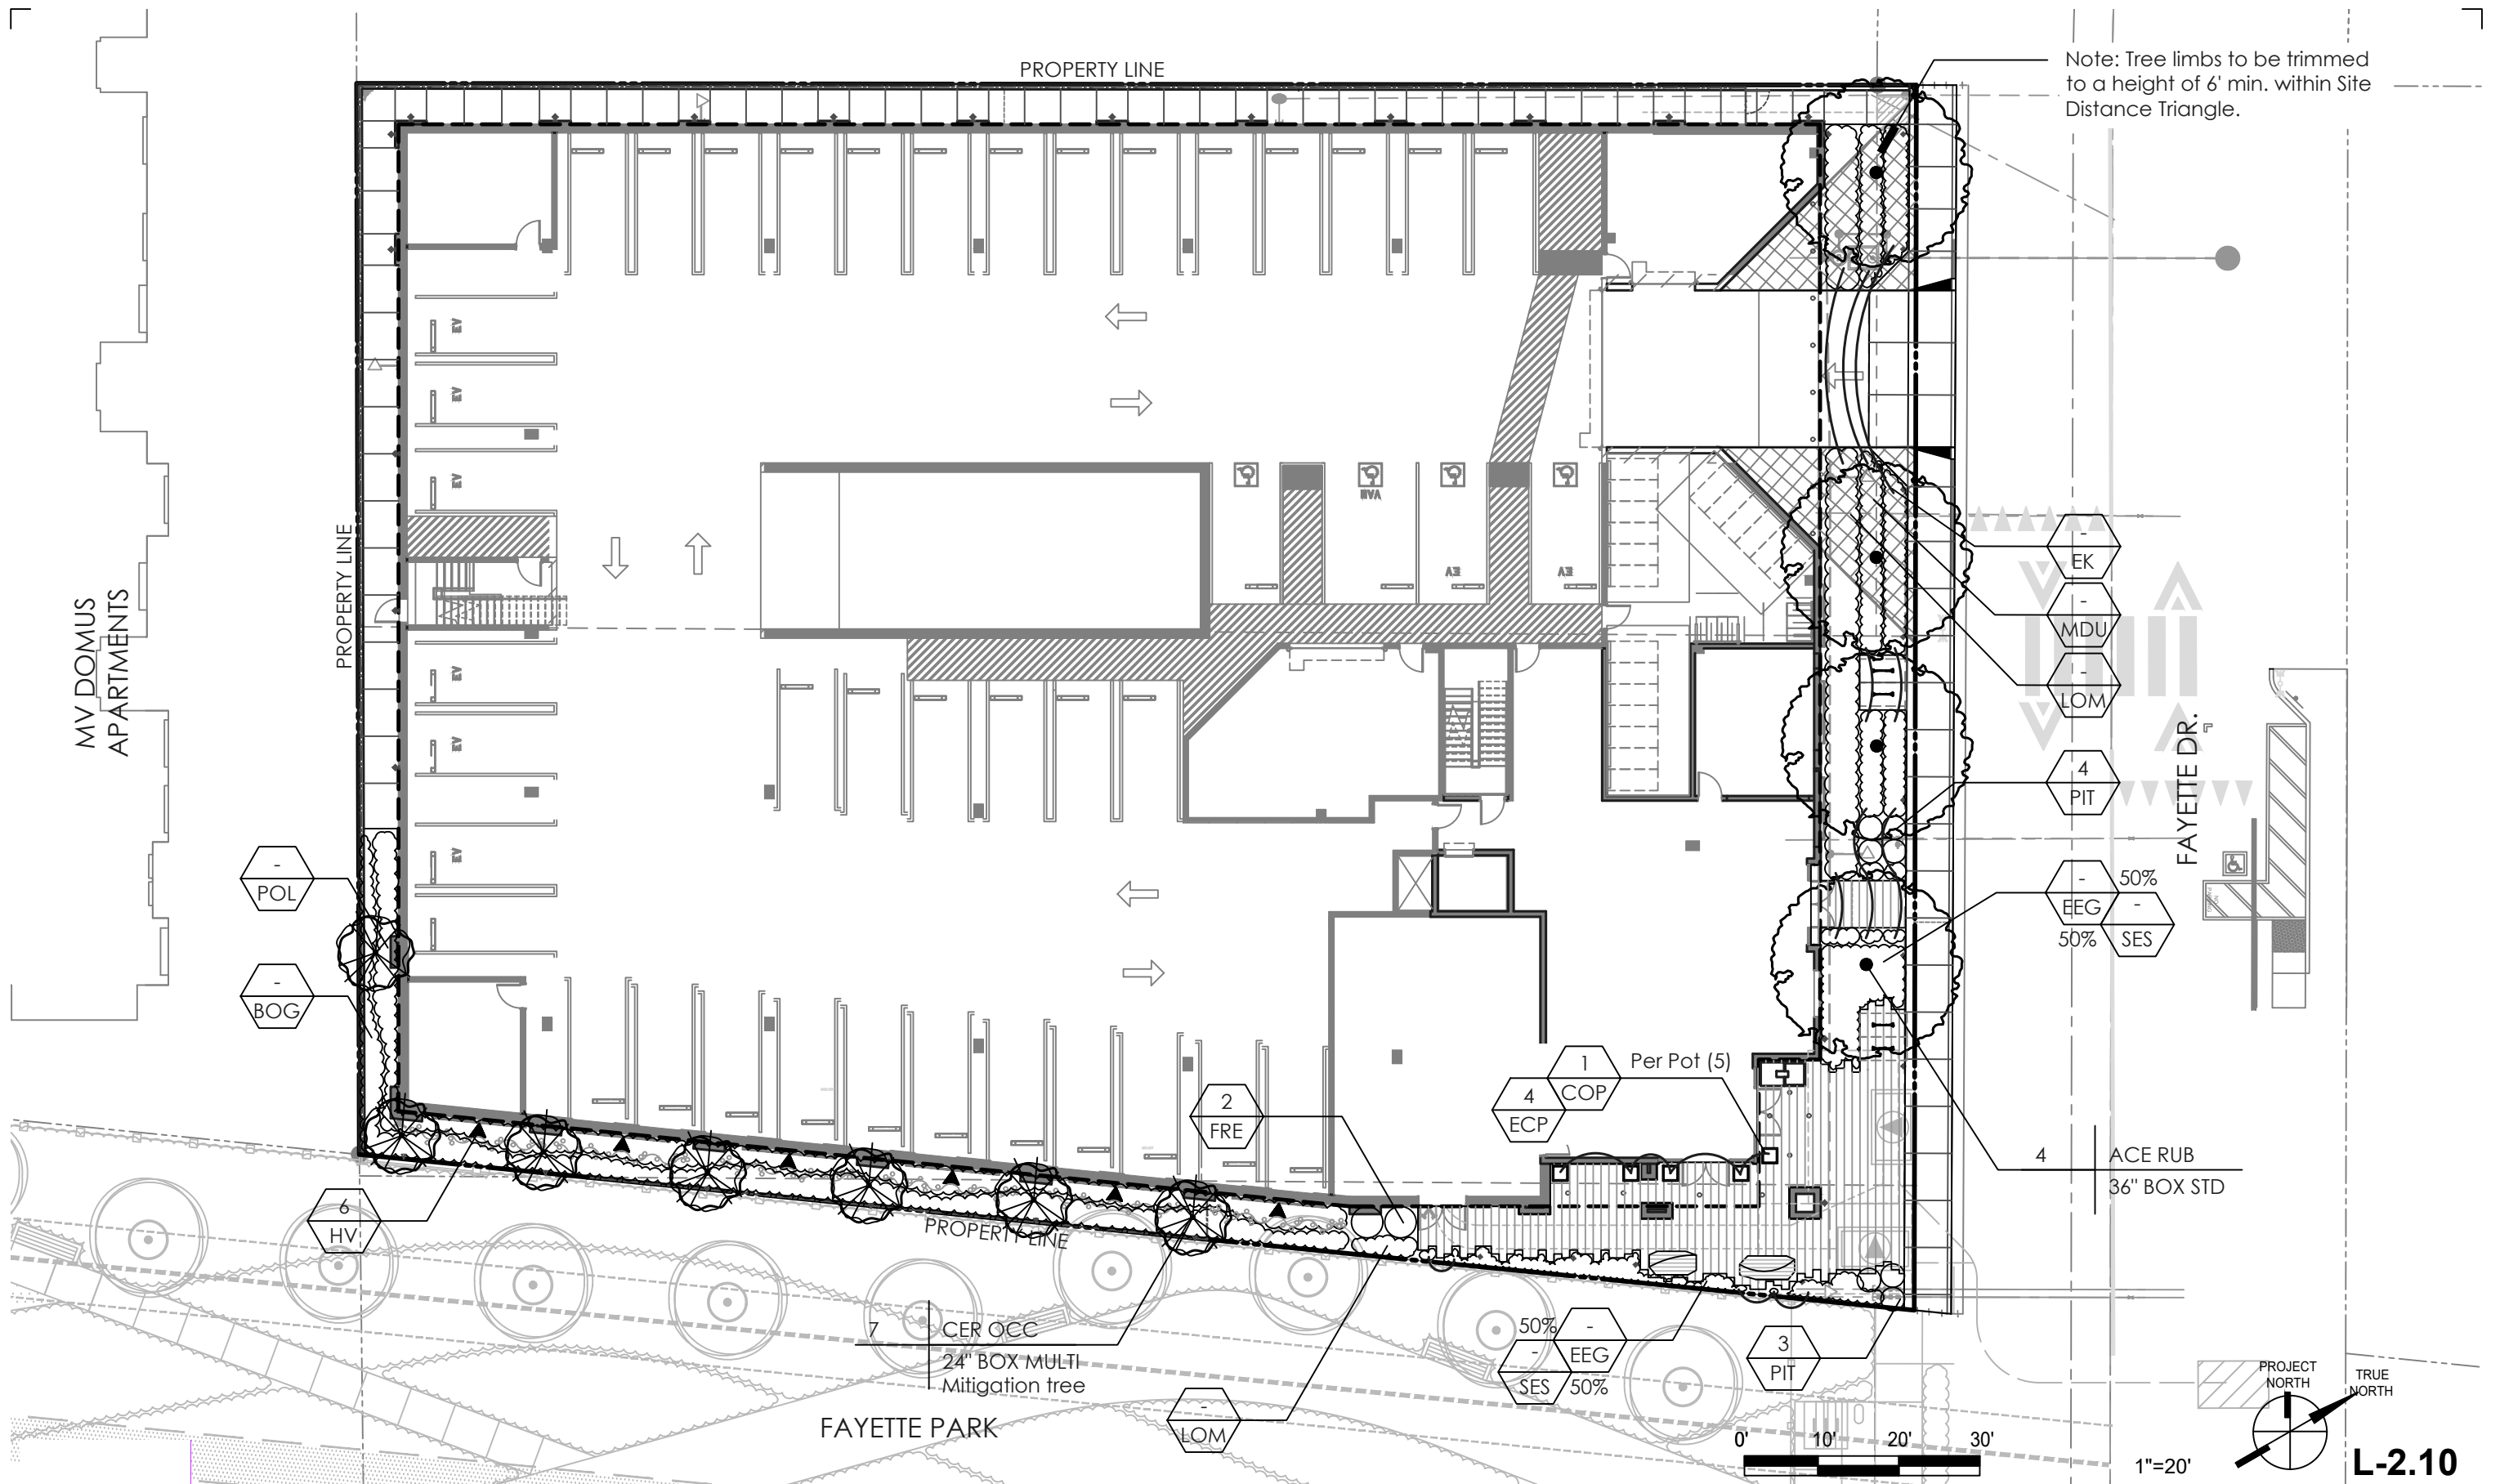 PROPERTY LINE
Note: Tree limbs to be trimmed
to a height of 6' min. within Site
Distance Triangle.
EV
EV
EV
VAN
EV
EV
PROPERTY LINE
MV DOMUS
APARTMENTS
-
EK
-
MDU
-
LOM
EV
EV
4
PIT
FAYETTE DR.
EV
EV
-
POL
-
EEG
50%
-
SES
50%
-
BOG
1
COP
Per Pot (5)
4
ECP
2
FRE
4
ACE RUB
36" BOX STD
6
HV
PROPERTY LINE
7
CER OCC
24" BOX MULTI
Mitigation tree
50%
-
EEG
-
SES
50%
3
PIT
-
LOM
FAYETTE PARK
PROJECT
NORTH
TRUE
NORTH
0'
10'
20'
30'
1"=20'
L-2.10